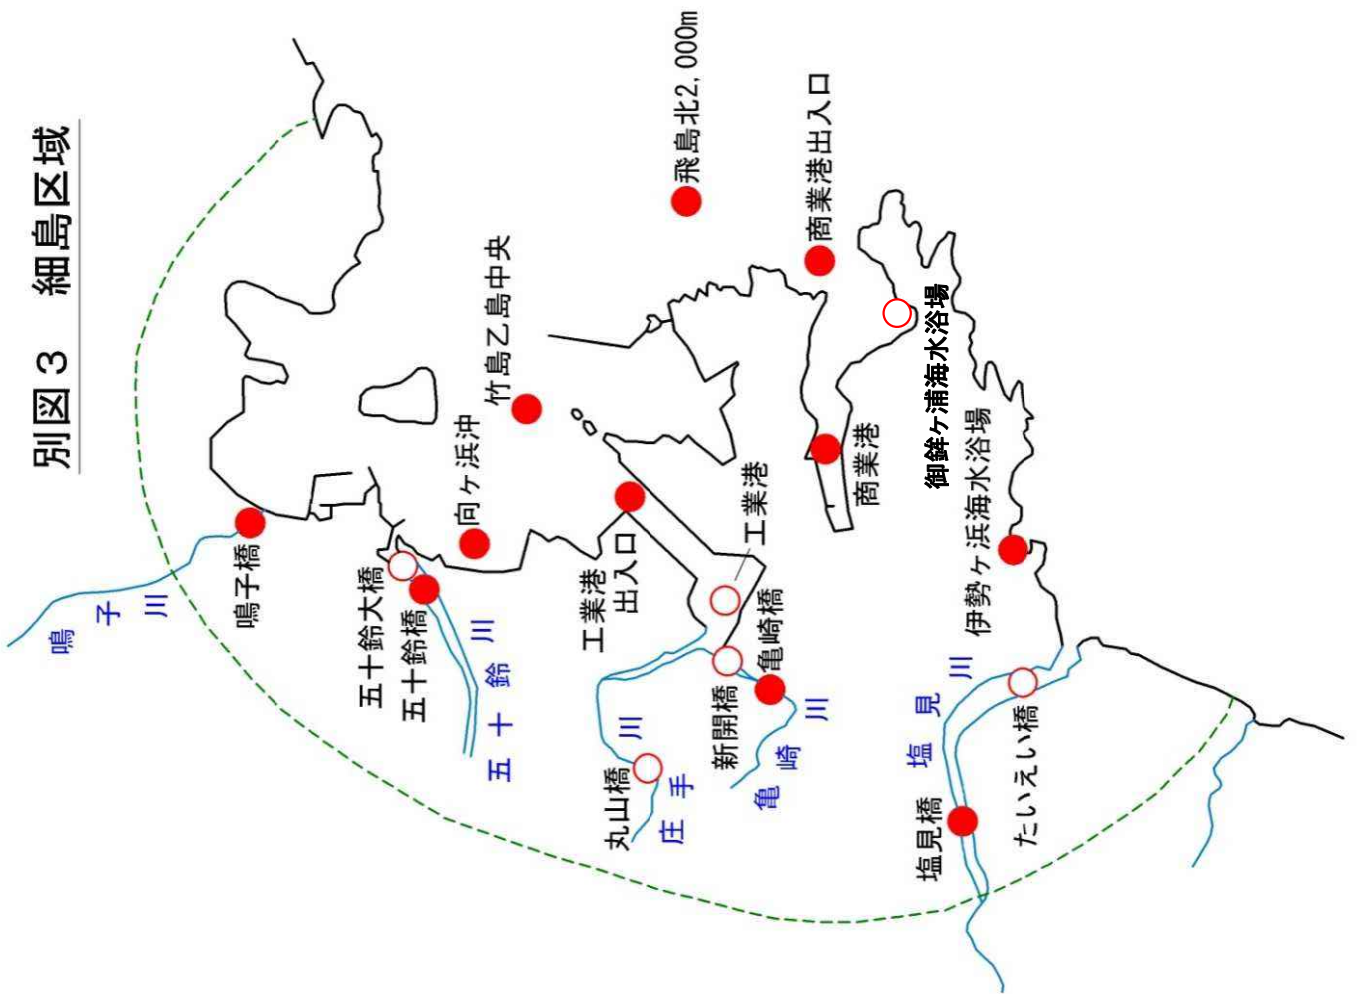 別図３　細島区域
飛島北2,000m
商業港出入口
竹島乙島中央
御鉾ヶ浦海水浴場
向ヶ浜沖
商業港
工業港
伊勢ヶ浜海水浴場
鳴子橋
鳴子川
五十鈴大橋
五十鈴橋
五十鈴川
工業港
出入口
亀崎橋
新開橋
亀崎川
丸山橋
庄手川
塩見川
塩見橋
たいえい橋